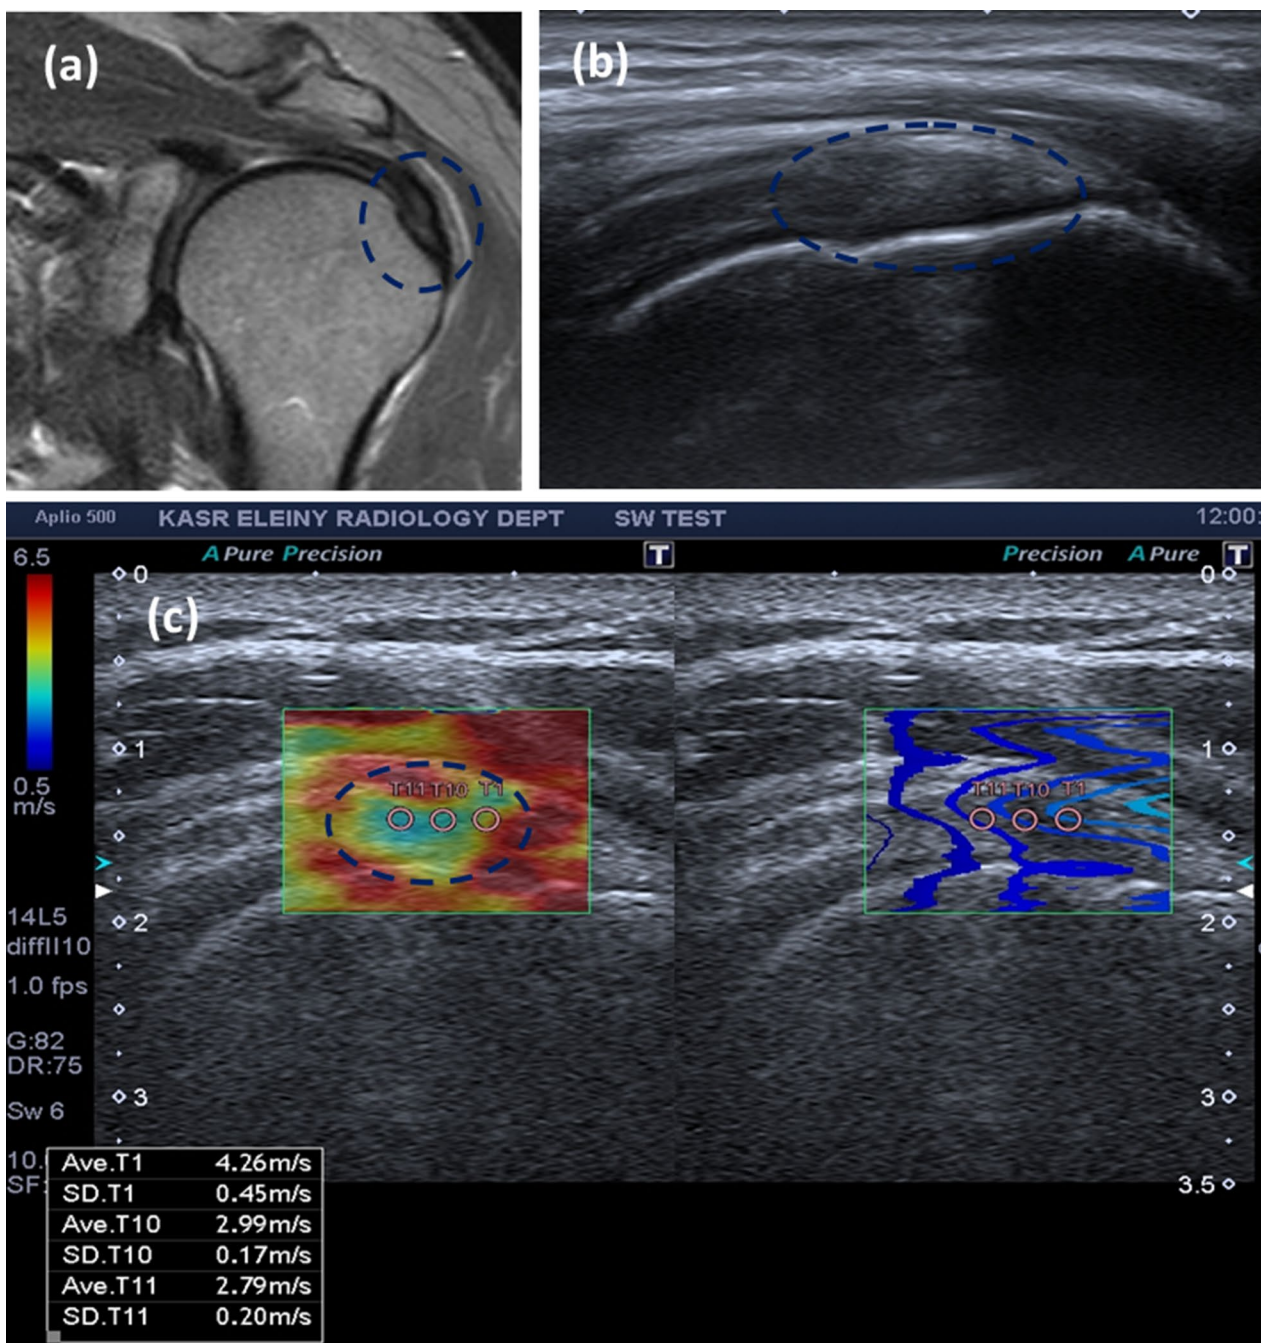 (a)
(b)
Aplio 500 KASR ELEINY RADIOLOGY DEPT SW TEST 12:00:
A Pure Precision T Precision A Pure T
6.5
0 0
(c)
1 1
0.5
m/s
T11 T10 T1 T11 T10 T1
14L5
2 2
diffII10
1.0 fps
G:82
DR:75
3 3
Sw 6
10.
SF:
3.5
Ave.T1 4.26m/s
SD.T1 0.45m/s
Ave.T10 2.99m/s
SD.T10 0.17m/s
Ave.T11 2.79m/s
SD.T11 0.20m/s